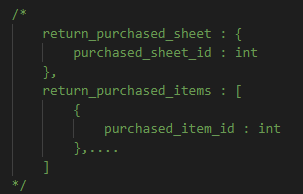 /*
    return_purchased_sheet : {
        purchased_sheet_id : int
    },
    return_purchased_items : [
        {
            purchased_item_id : int
        },....
    ]
*/